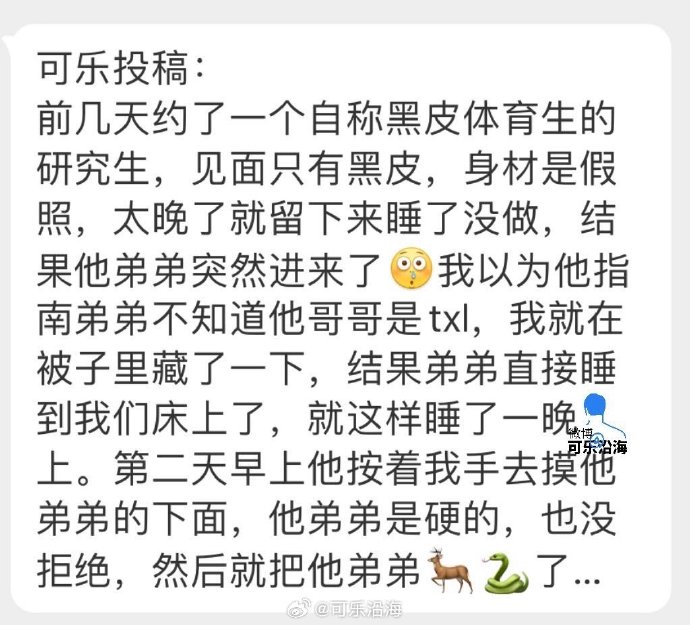 可乐投稿：
前几天约了一个自称黑皮体育生的
研究生，见面只有黑皮，身材是假
照，太晚了就留下来睡了没做，结
果他弟弟突然进来了😯我以为他指
南弟弟不知道他哥哥是txl，我就在
被子里藏了一下，结果弟弟直接睡
到我们床上了，就这样睡了一晚
上。第二天早上他按着我手去摸他
弟弟的下面，他弟弟是硬的，也没
拒绝，然后就把他弟弟🦌🐍了...
微博
可乐沿海
@可乐沿海